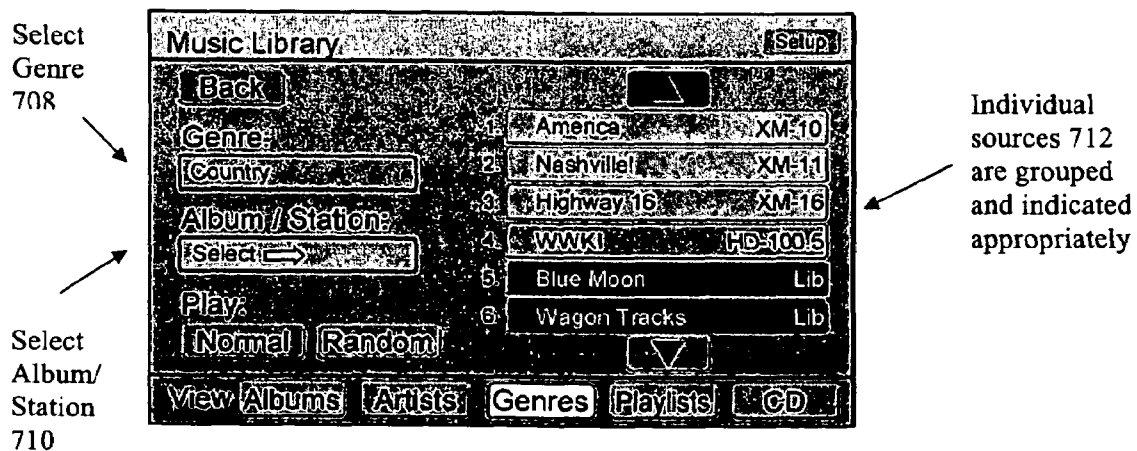 Select
Genre
708
Music Library
Setup
Back
Genre:
Country
Album / Station:
Select
Play:
Normal Random
1. America XM-10
2. Nashville! XM-11
3. Highway 16 XM-16
4. WWKI HD-100.5
5. Blue Moon Lib
6. Wagon Tracks Lib
View Albums Artists Genres Playlists CD
Individual
sources 712
are grouped
and indicated
appropriately
Select
Album/
Station
710